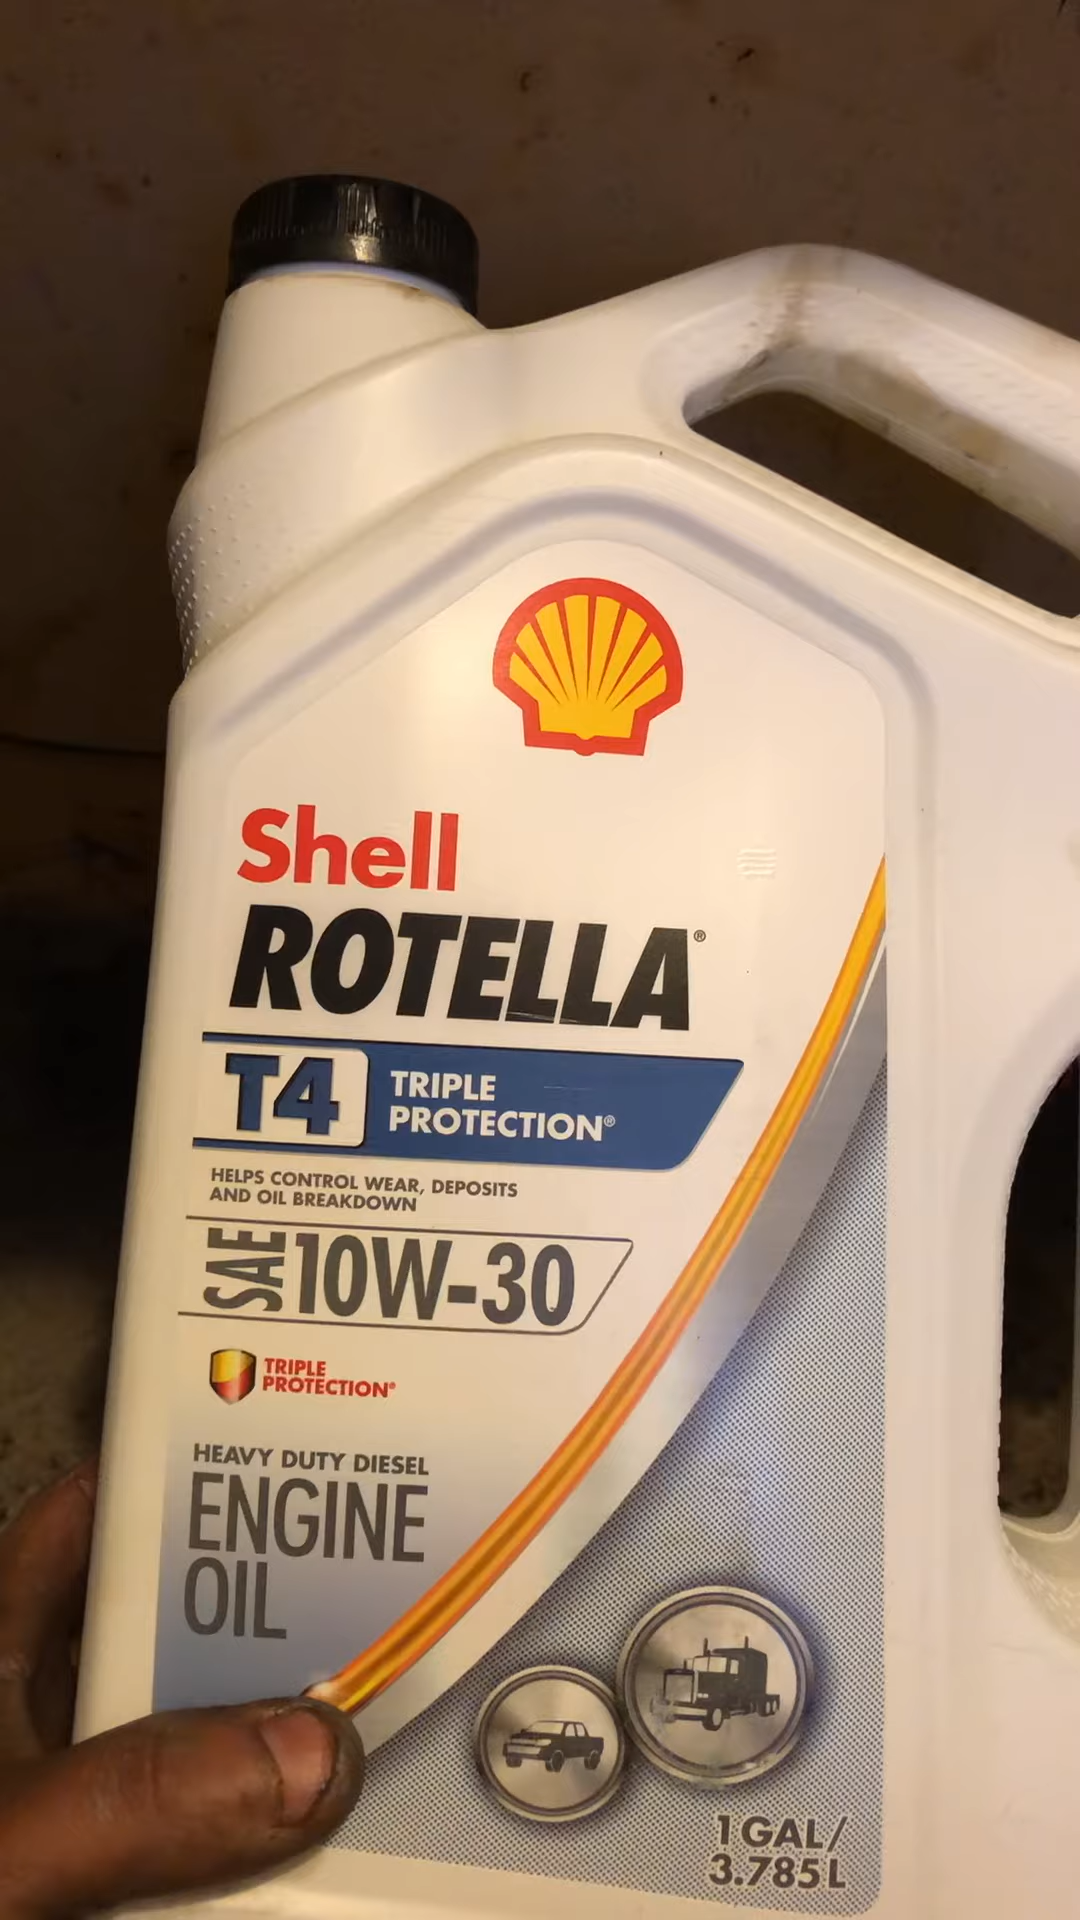 Shell
ROTELLA®
T4 TRIPLE
PROTECTION®
HELPS CONTROL WEAR, DEPOSITS
AND OIL BREAKDOWN
SAE 10W-30
TRIPLE
PROTECTION®
HEAVY DUTY DIESEL
ENGINE
OIL
1 GAL/
3.785 L